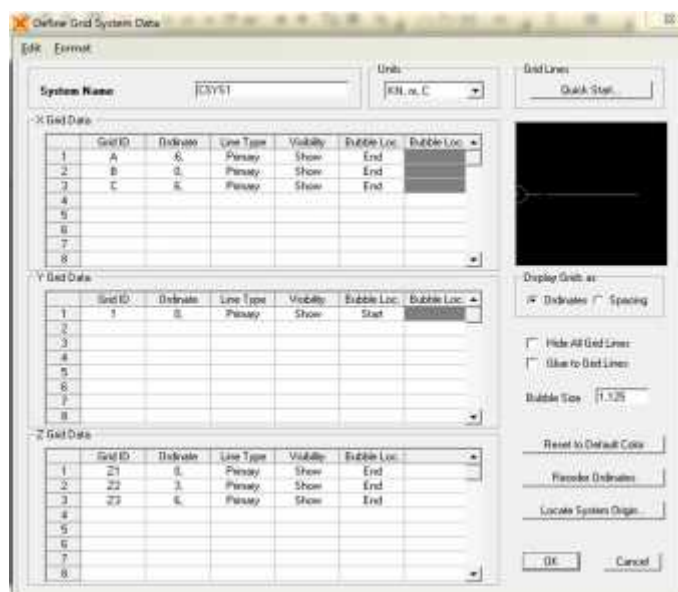 Define Grid System Data
Edit Format
System Name CSYS1
Units
KN, m, C
Grid Lines
Quick Start...
X Grid Data
Grid ID Ordinate Line Type Visibility Bubble Loc. Bubble Loc.
1 A 6. Primary Show End
2 B 0. Primary Show End
3 C 6. Primary Show End
4
5
6
7
8
Y Grid Data
Grid ID Ordinate Line Type Visibility Bubble Loc. Bubble Loc.
1 1 0. Primary Show Start
2
3
4
5
6
7
8
Z Grid Data
Grid ID Ordinate Line Type Visibility Bubble Loc.
1 Z1 0. Primary Show End
2 Z2 3. Primary Show End
3 Z3 6. Primary Show End
4
5
6
7
8
Display Grids as
Ordinates Spacing
Hide All Grid Lines
Glue to Grid Lines
Bubble Size 1.125
Reset to Default Color
Reorder Ordinates
Locate System Origin...
OK Cancel